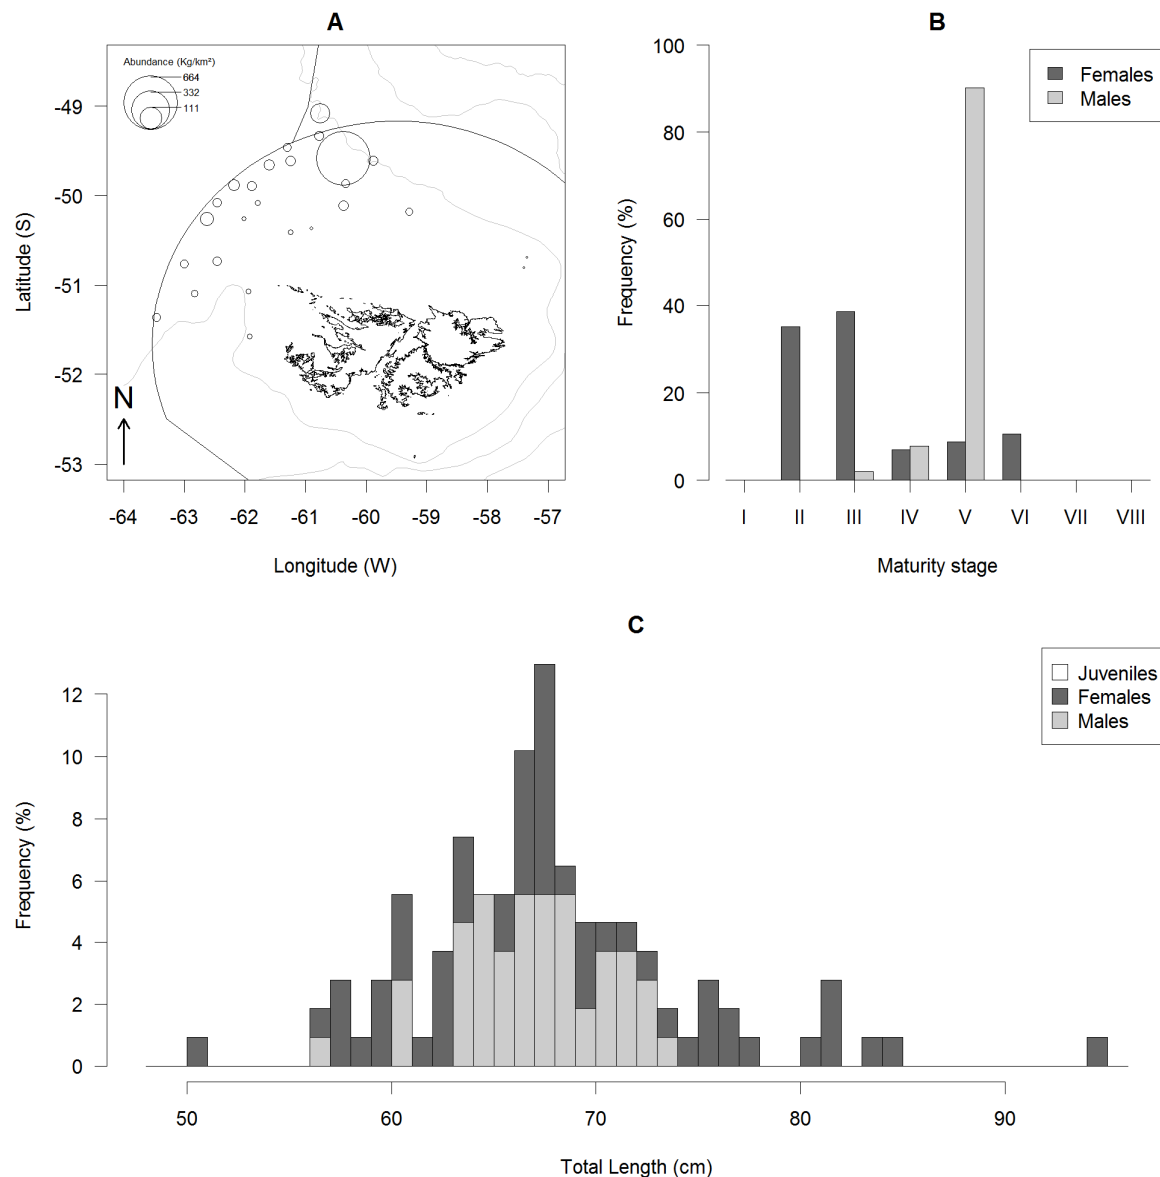 A
Abundance (Kg/km²)
664
332
111
-49
-50
-51
-52
-53
Latitude (S)
N
-64 -63 -62 -61 -60 -59 -58 -57
Longitude (W)
B
100
80
60
40
20
0
Frequency (%)
Females
Males
I II III IV V VI VII VIII
Maturity stage
C
Juveniles
Females
Males
12
10
8
6
4
2
0
Frequency (%)
50 60 70 80 90
Total Length (cm)